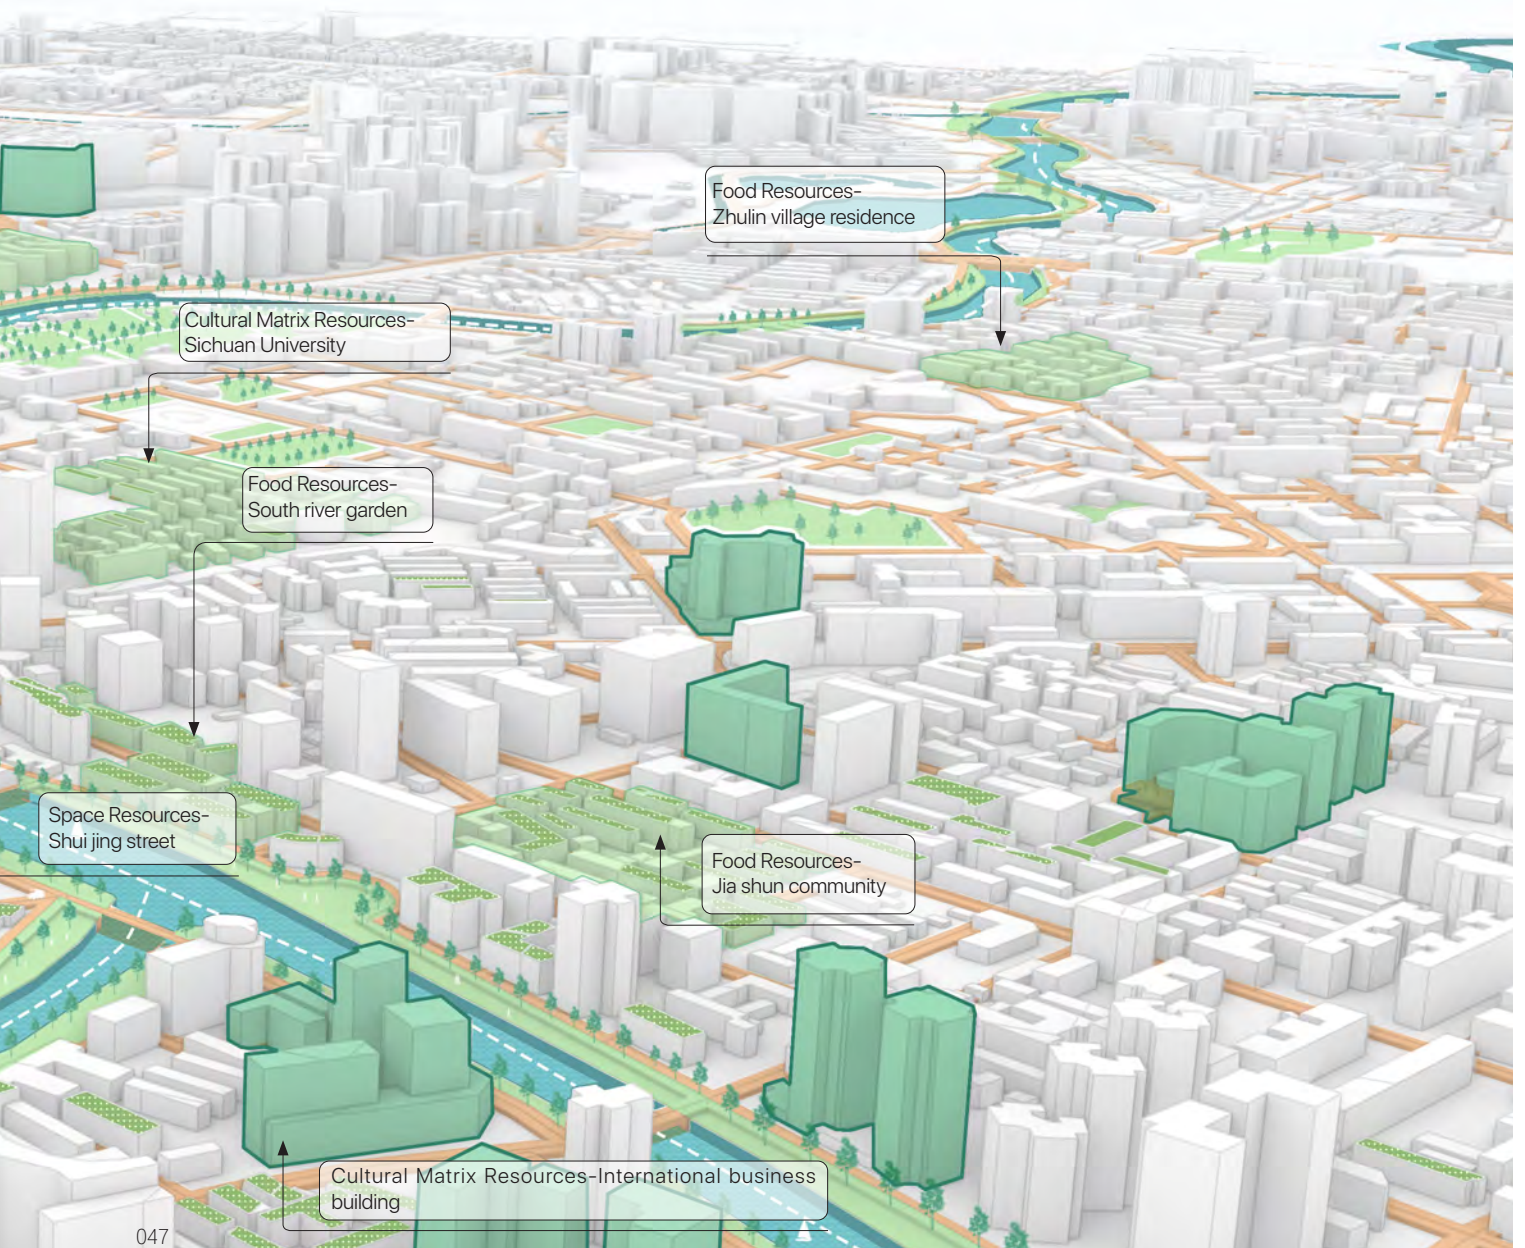 Food Resources-
Zhulin village residence
Cultural Matrix Resources-
Sichuan University
Food Resources-
South river garden
Space Resources-
Shui jing street
Food Resources-
Jia shun community
Cultural Matrix Resources-International business
building
047